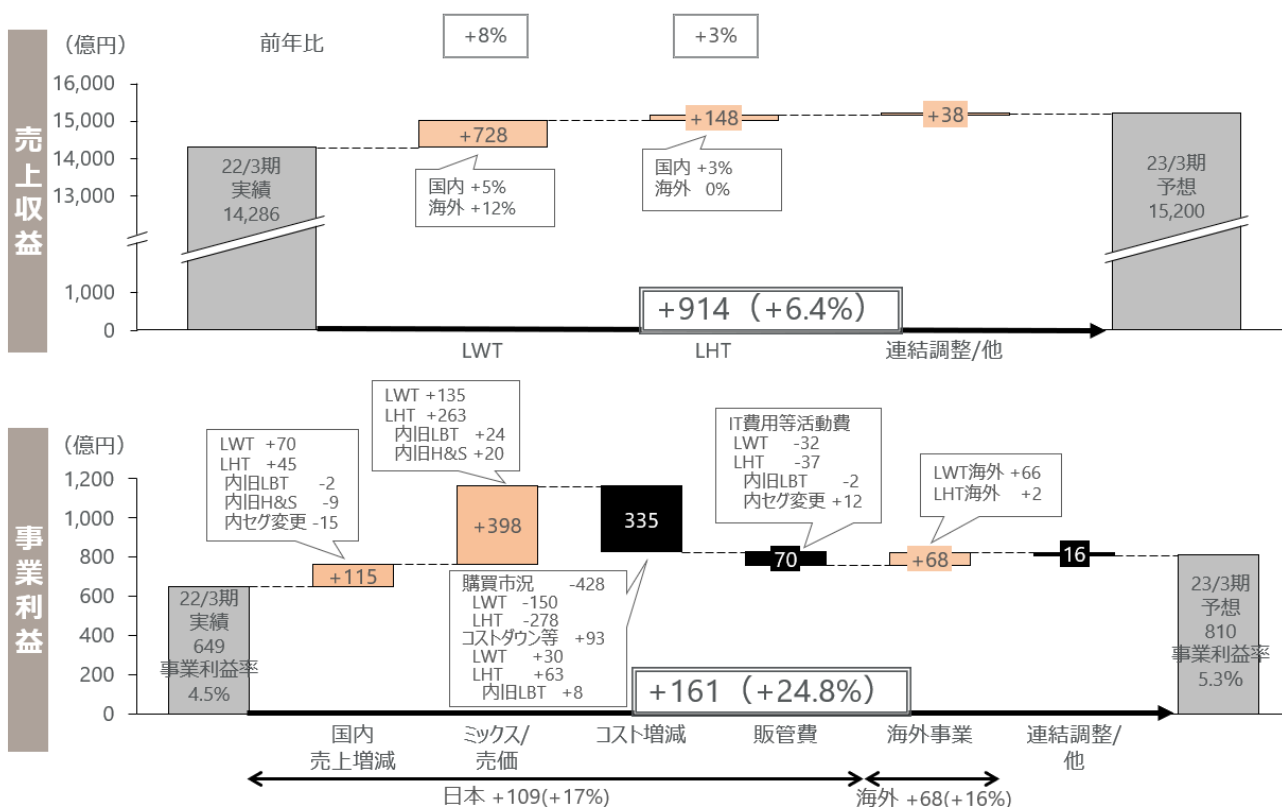 売上収益
（億円）
前年比
+8%
+3%
16,000
15,000
14,000
13,000
1,000
0
22/3期
実績
14,286
+728
国内 +5%
海外 +12%
+148
国内 +3%
海外 0%
+38
23/3期
予想
15,200
+914（+6.4%）
LWT
LHT
連結調整/他
事業利益
（億円）
1,200
1,000
800
600
400
200
0
22/3期
実績
649
事業利益率
4.5%
LWT +70
LHT +45
内旧LBT -2
内旧H&S -9
内セグ変更 -15
+115
LWT +135
LHT +263
内旧LBT +24
内旧H&S +20
+398
335
購買市況 -428
LWT -150
LHT -278
コストダウン等 +93
LWT +30
LHT +63
内旧LBT +8
IT費用等活動費
LWT -32
LHT -37
内旧LBT -2
内セグ変更 +12
70
LWT海外 +66
LHT海外 +2
+68
16
23/3期
予想
810
事業利益率
5.3%
+161（+24.8%）
国内
売上増減
ミックス/
売価
コスト増減
販管費
海外事業
連結調整/
他
日本 +109(+17%)
海外 +68(+16%)